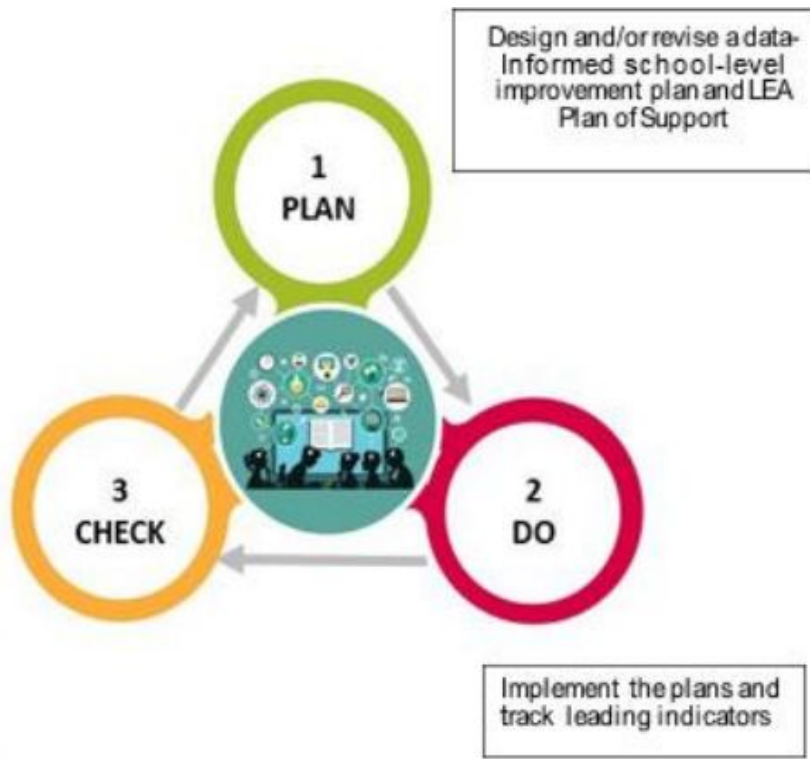 Design and/or revise a data-
Informed school-level
improvement plan and LEA
Plan of Support
1
PLAN
3
CHECK
2
DO
Implement the plans and
track leading indicators